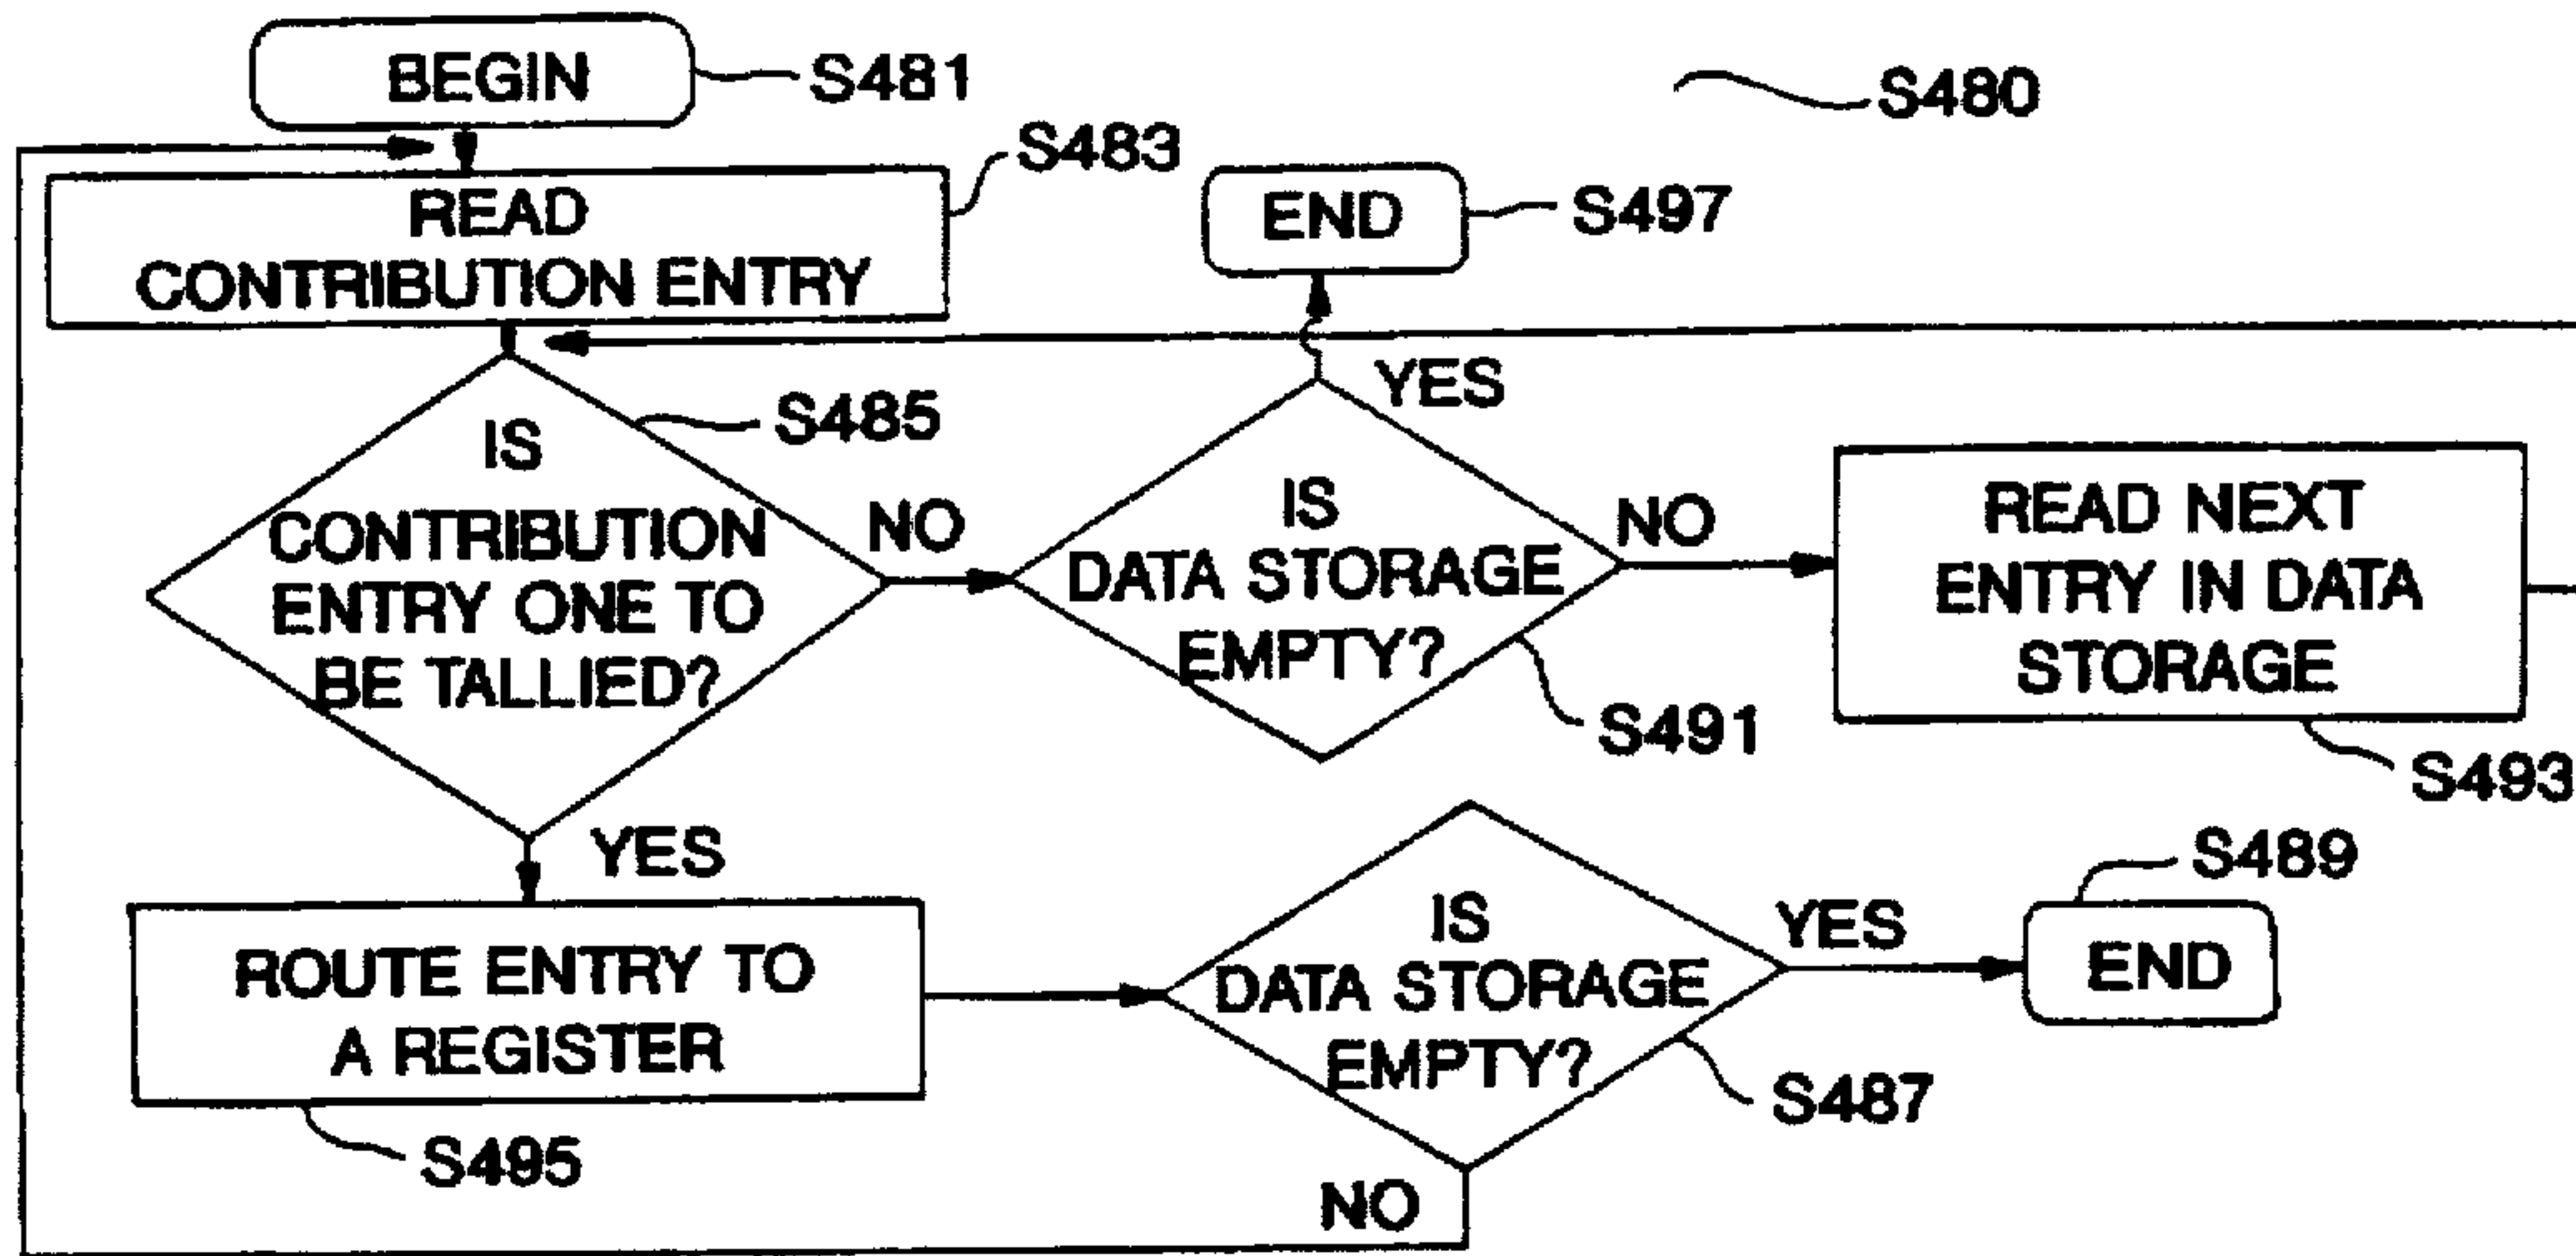 BEGIN
S481
S480
READ
CONTRIBUTION ENTRY
S483
END
S497
IS
CONTRIBUTION
ENTRY ONE TO
BE TALLIED?
S485
NO
YES
IS
DATA STORAGE
EMPTY?
S491
YES
NO
READ NEXT
ENTRY IN DATA
STORAGE
S493
ROUTE ENTRY TO
A REGISTER
S495
IS
DATA STORAGE
EMPTY?
S487
YES
NO
END
S489